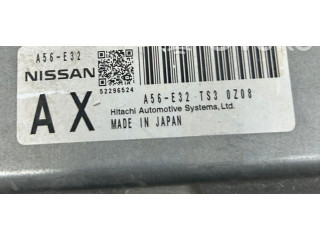 A56-E32
NISSAN
52296524
A56-E32 TS3 0Z08
AX
Hitachi Automotive Systems, Ltd.
MADE IN JAPAN